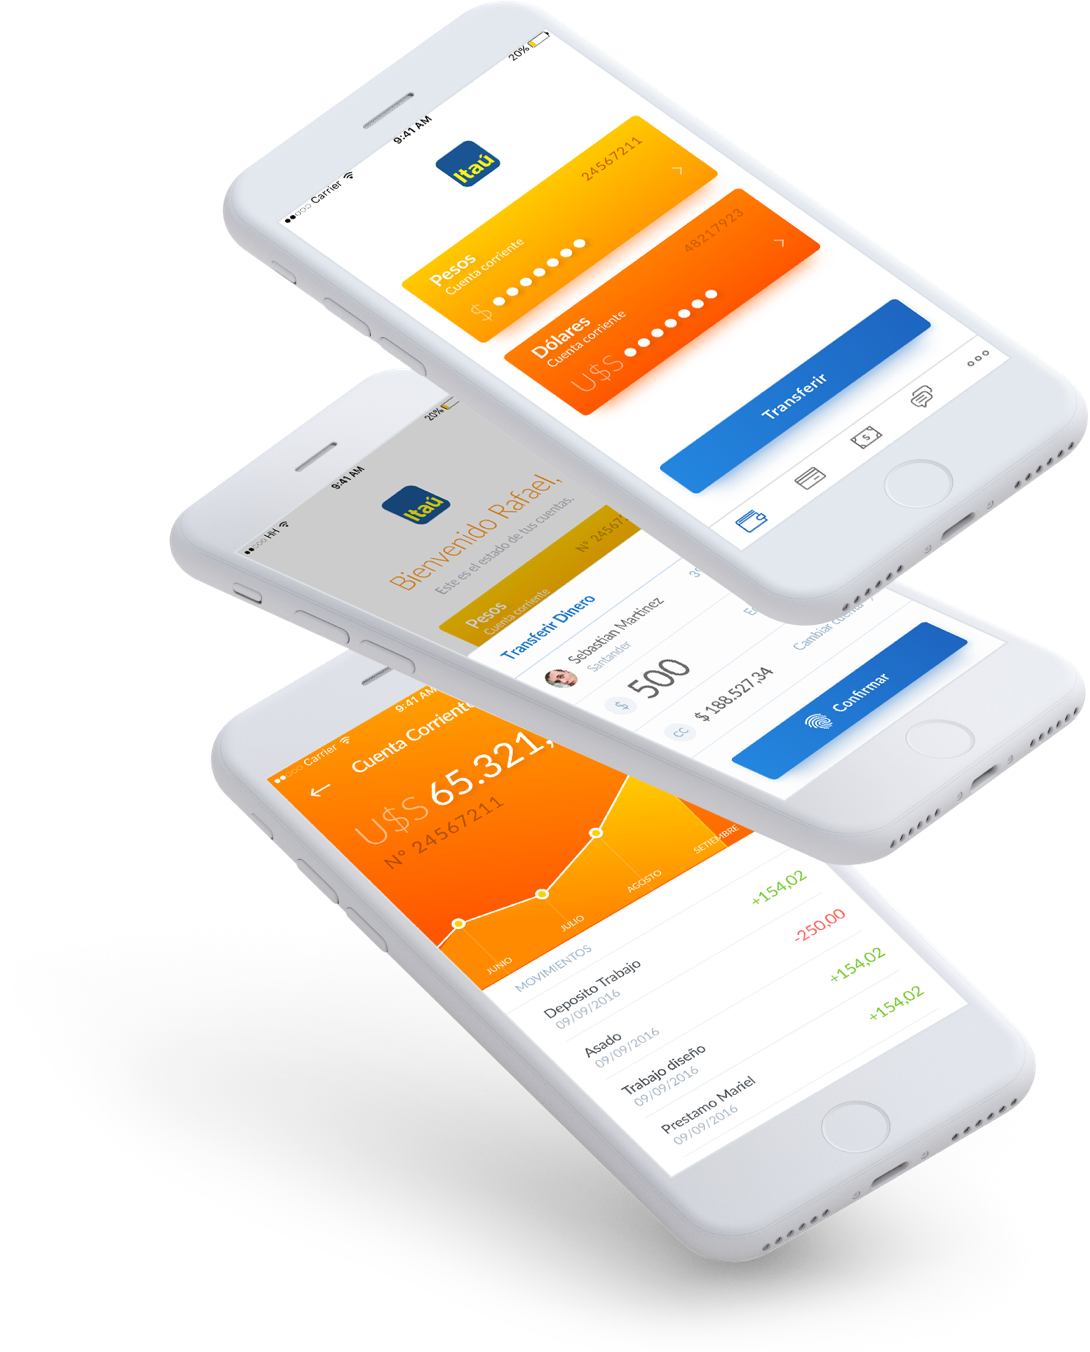 Carrier
9:41 AM
20%
Itaú
Pesos
Cuenta corriente
24567211
$
Dólares
Cuenta corriente
48217923
U$S
Transferir
HH
9:41 AM
20%
Itaú
Bienvenido Rafael,
Este es el estado de tus cuentas.
Pesos
Cuenta corriente
N° 24567
Transferir Dinero
Sebastian Martinez
Santander
$ 500
CC $ 188.527,34
Cambiar cuenta
Confirmar
Carrier
9:41 AM
Cuenta Corriente
U$S 65.321,
N° 24567211
JUNIO
JULIO
AGOSTO
SETIEMBRE
MOVIMIENTOS
Deposito Trabajo
09/09/2016
+154,02
Asado
09/09/2016
-250,00
Trabajo diseño
09/09/2016
+154,02
Prestamo Mariel
09/09/2016
+154,02